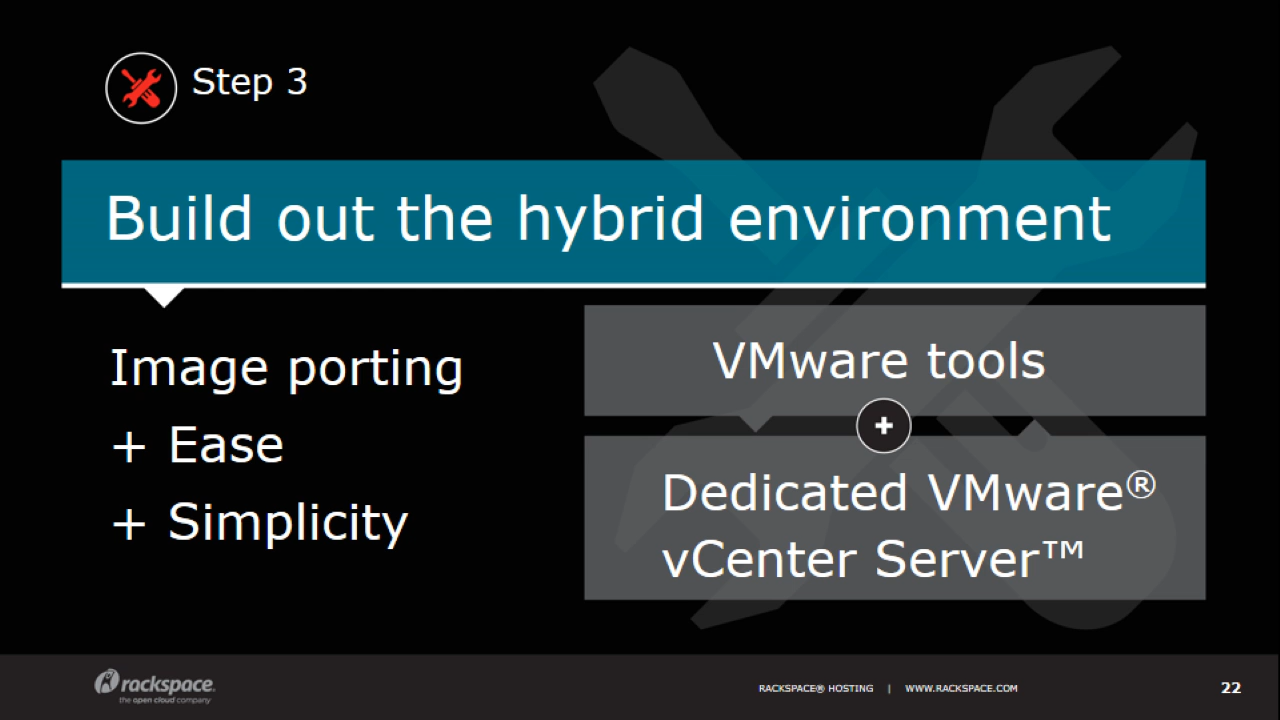 Step 3
Build out the hybrid environment
Image porting
+ Ease
+ Simplicity
VMware tools
+
Dedicated VMware®
vCenter Server™
rackspace.
the open cloud company
RACKSPACE® HOSTING | WWW.RACKSPACE.COM
22